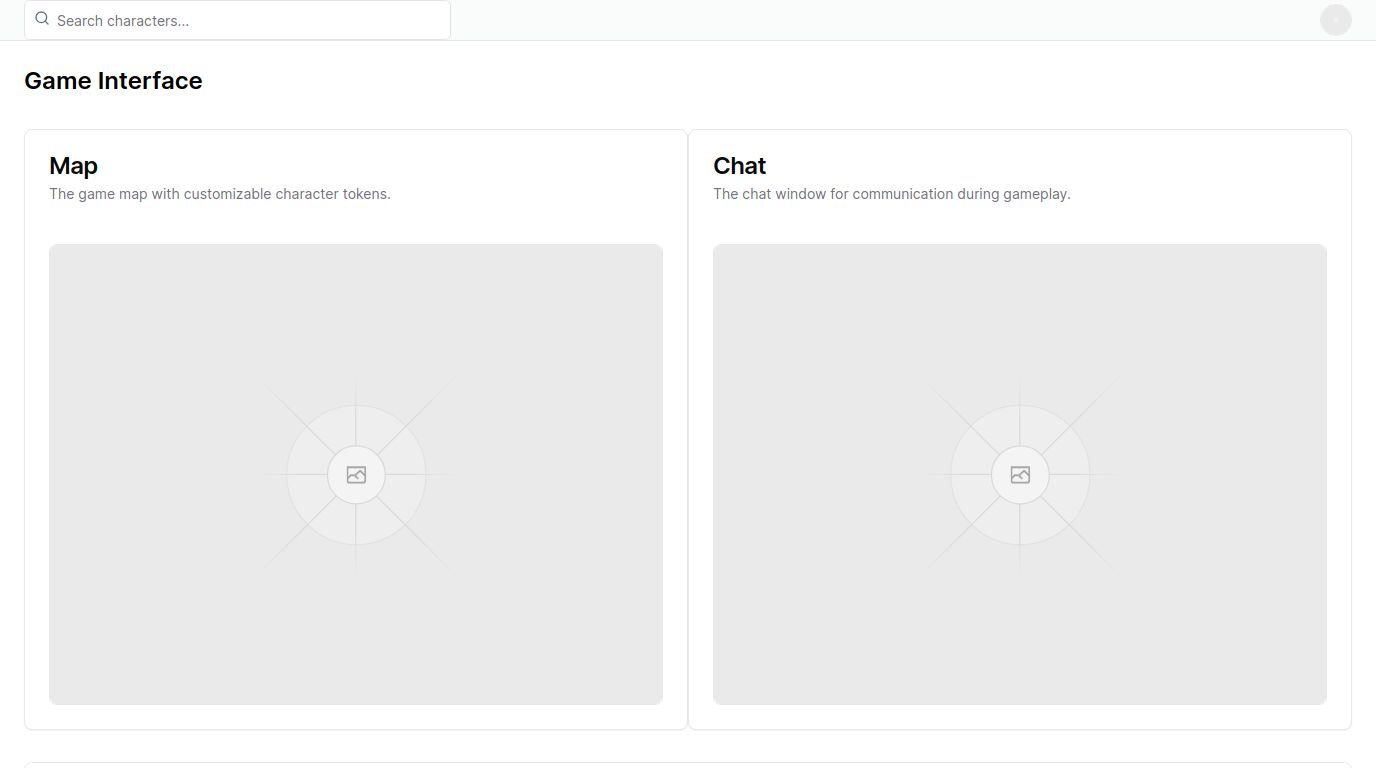 Search characters...
Game Interface
Map
The game map with customizable character tokens.
Chat
The chat window for communication during gameplay.